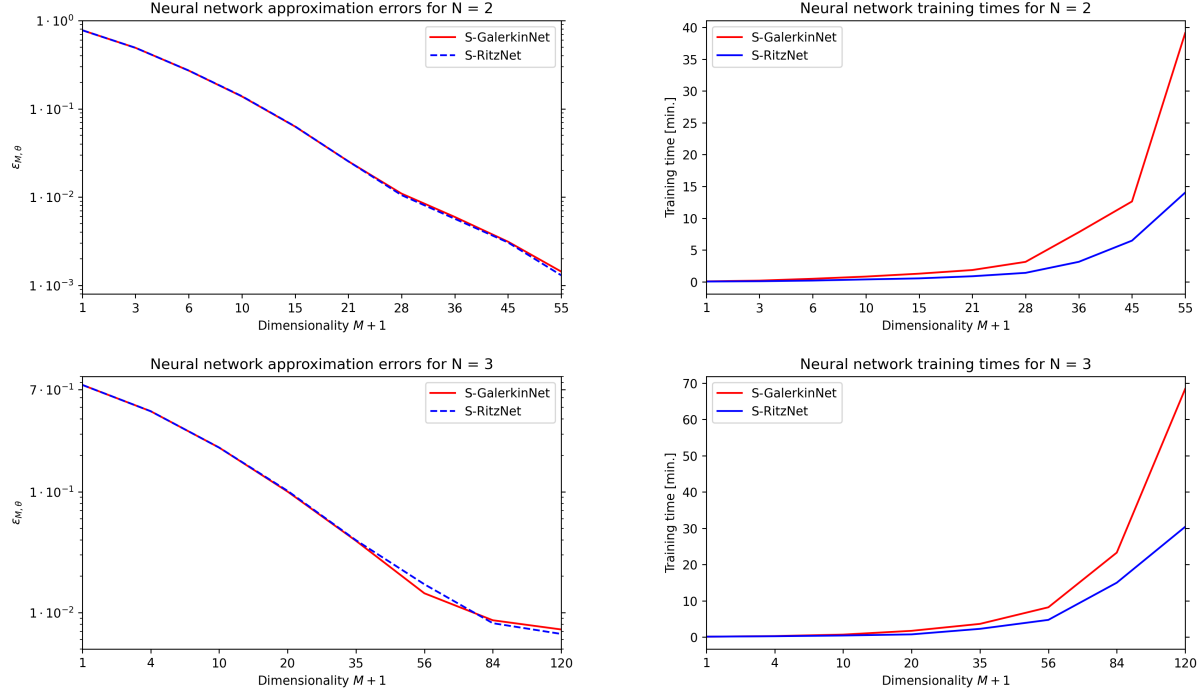 Neural network approximation errors for N = 2
1 · 10⁰
1 · 10⁻¹
1 · 10⁻²
1 · 10⁻³
ε_{M, θ}
S-GalerkinNet
S-RitzNet
1 3 6 10 15 21 28 36 45 55
Dimensionality M + 1
Neural network training times for N = 2
40
35
30
25
20
15
10
5
0
Training time [min.]
S-GalerkinNet
S-RitzNet
1 3 6 10 15 21 28 36 45 55
Dimensionality M + 1
Neural network approximation errors for N = 3
7 · 10⁻¹
1 · 10⁻¹
1 · 10⁻²
ε_{M, θ}
S-GalerkinNet
S-RitzNet
1 4 10 20 35 56 84 120
Dimensionality M + 1
Neural network training times for N = 3
70
60
50
40
30
20
10
0
Training time [min.]
S-GalerkinNet
S-RitzNet
1 4 10 20 35 56 84 120
Dimensionality M + 1